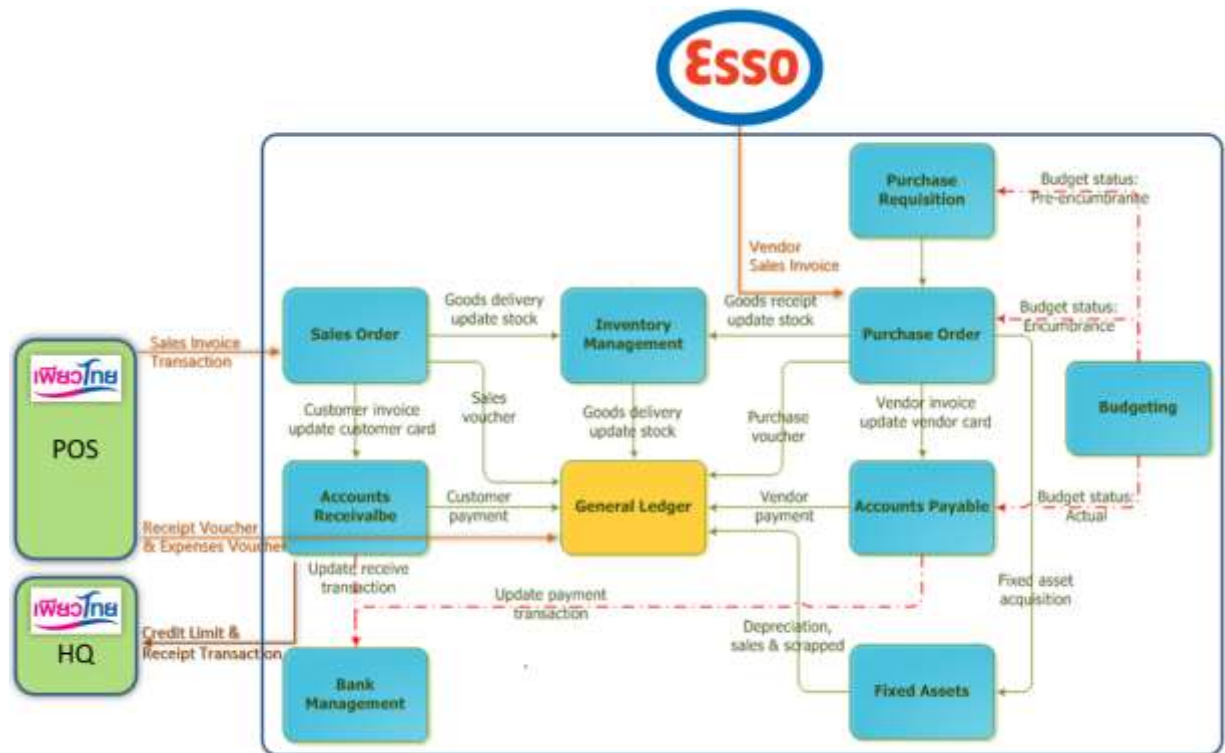 Esso
Purchase
Requisition
Budget status:
Pre-encumbrance
Vendor
Sales Invoice
Sales Order
Goods delivery
update stock
Inventory
Management
Goods receipt
update stock
Purchase Order
Budget status:
Encumbrance
Budgeting
เพียวไทย
POS
Sales Invoice
Transaction
Customer invoice
update customer card
Sales
voucher
Goods delivery
update stock
Purchase
voucher
Vendor invoice
update vendor card
Accounts
Receivalbe
Customer
payment
General Ledger
Vendor
payment
Accounts Payable
Budget status:
Actual
Receipt Voucher
& Expenses Voucher
Update receive
transaction
Update payment
transaction
Fixed asset
acquisition
เพียวไทย
HQ
Credit Limit &
Receipt Transaction
Depreciation,
sales & scrapped
Bank
Management
Fixed Assets